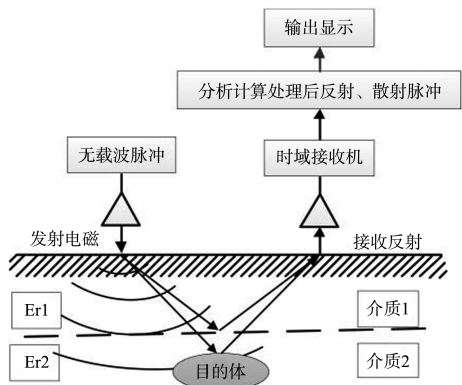 输出显示
分析计算处理后反射、散射脉冲
无载波脉冲
时域接收机
发射电磁
接收反射
Er1
介质1
Er2
目的体
介质2